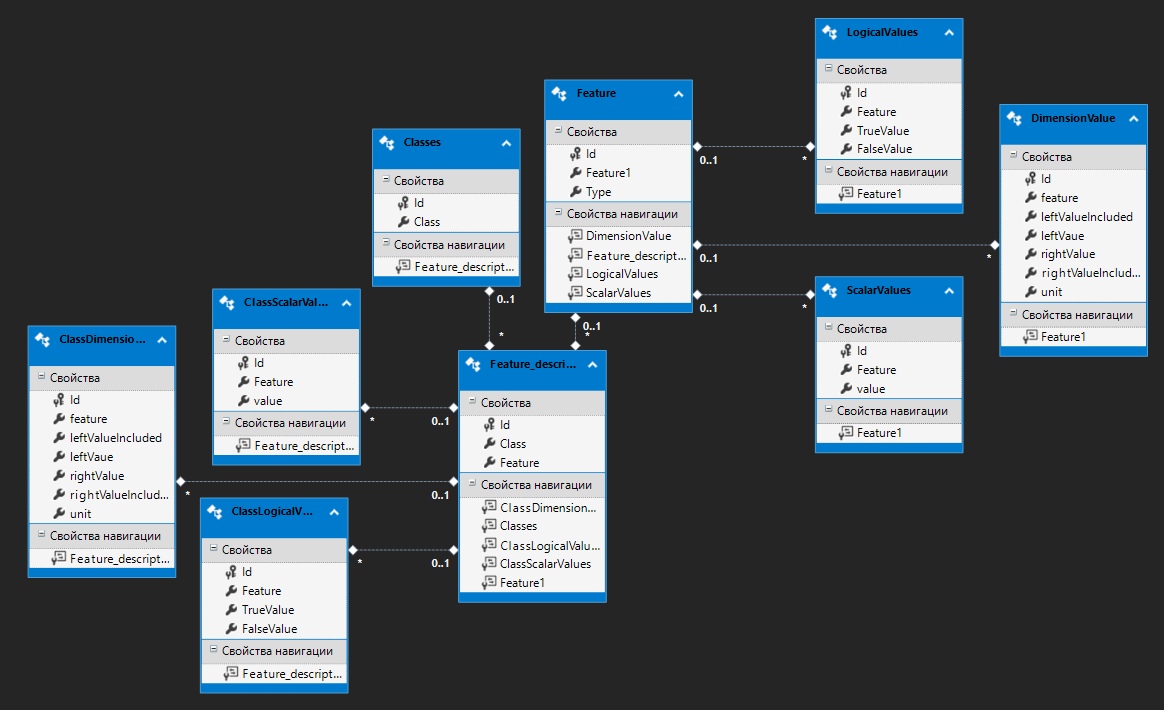 LogicalValues
Свойства
Id
Feature
TrueValue
FalseValue
Свойства навигации
Feature1
Feature
Свойства
Id
Feature1
Type
Свойства навигации
DimensionValue
Feature_descript...
LogicalValues
ScalarValues
0..1
*
0..1
*
0..1
*
0..1
*
DimensionValue
Свойства
Id
feature
leftValueIncluded
leftVaue
rightValue
rightValueInclud...
unit
Свойства навигации
Feature1
Classes
Свойства
Id
Class
Свойства навигации
Feature_descript...
0..1
*
ScalarValues
Свойства
Id
Feature
value
Свойства навигации
Feature1
ClassScalarVal...
Свойства
Id
Feature
value
Свойства навигации
Feature_descript...
*
0..1
ClassDimensio...
Свойства
Id
feature
leftValueIncluded
leftVaue
rightValue
rightValueInclud...
unit
Свойства навигации
Feature_descript...
*
0..1
Feature_descri...
Свойства
Id
Class
Feature
Свойства навигации
ClassDimension...
Classes
ClassLogicalValu...
ClassScalarValues
Feature1
ClassLogicalV...
Свойства
Id
Feature
TrueValue
FalseValue
Свойства навигации
Feature_descript...
*
0..1